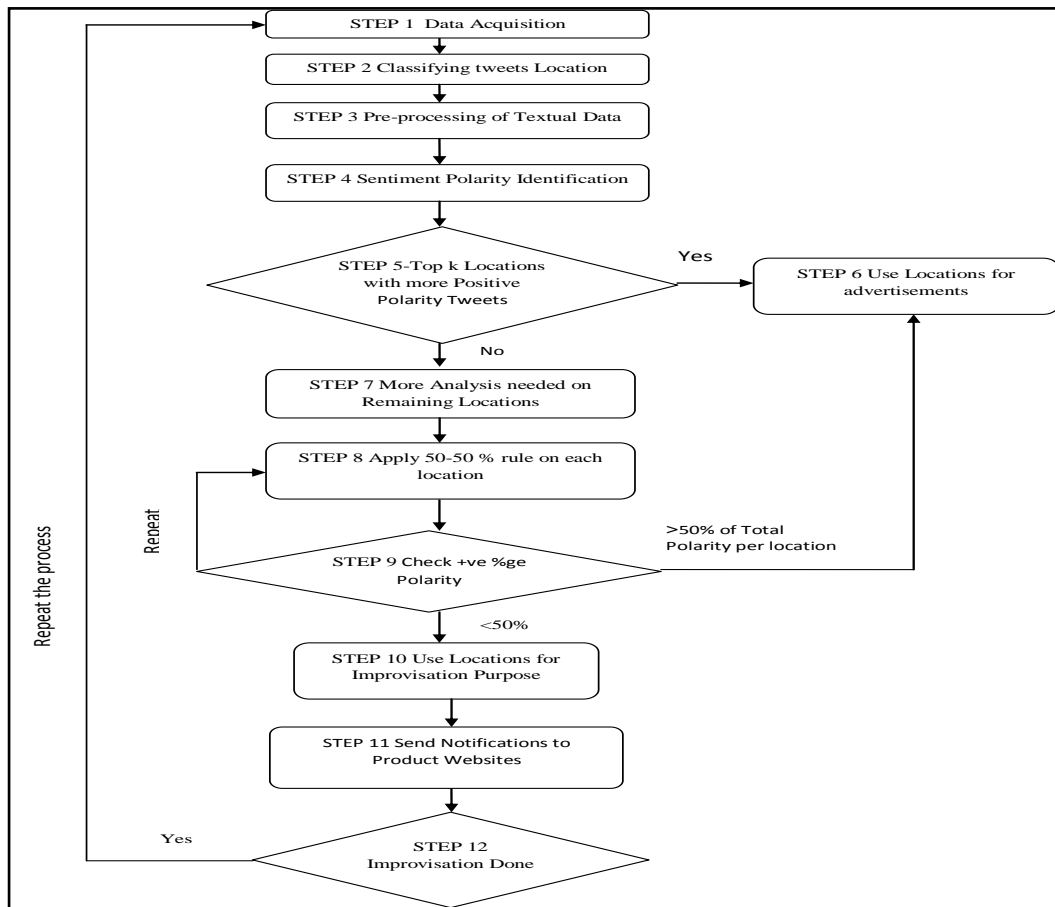 STEP 1  Data Acquisition
STEP 2 Classifying tweets Location
STEP 3 Pre-processing of Textual Data
STEP 4 Sentiment Polarity Identification
STEP 5-Top k Locations
with more Positive
Polarity Tweets
Yes
STEP 6 Use Locations for
advertisements
No
STEP 7 More Analysis needed on
Remaining Locations
STEP 8 Apply 50-50 % rule on each
location
Repeat
STEP 9 Check +ve %ge
Polarity
>50% of Total
Polarity per location
<50%
STEP 10 Use Locations for
Improvisation Purpose
STEP 11 Send Notifications to
Product Websites
STEP 12
Improvisation Done
Yes
Repeat the process